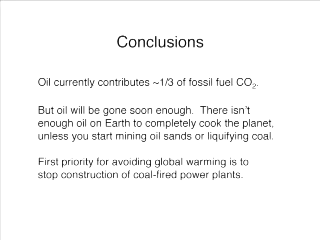 Conclusions
Oil currently contributes ~1/3 of fossil fuel CO₂.
But oil will be gone soon enough.  There isn't
enough oil on Earth to completely cook the planet,
unless you start mining oil sands or liquifying coal.
First priority for avoiding global warming is to
stop construction of coal-fired power plants.